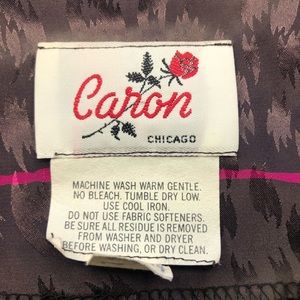 Caron
CHICAGO
MACHINE WASH WARM GENTLE.
NO BLEACH. TUMBLE DRY LOW.
USE COOL IRON.
DO NOT USE FABRIC SOFTENERS.
BE SURE ALL RESIDUE IS REMOVED
FROM WASHER AND DRYER
BEFORE WASHING, OR DRY CLEAN.